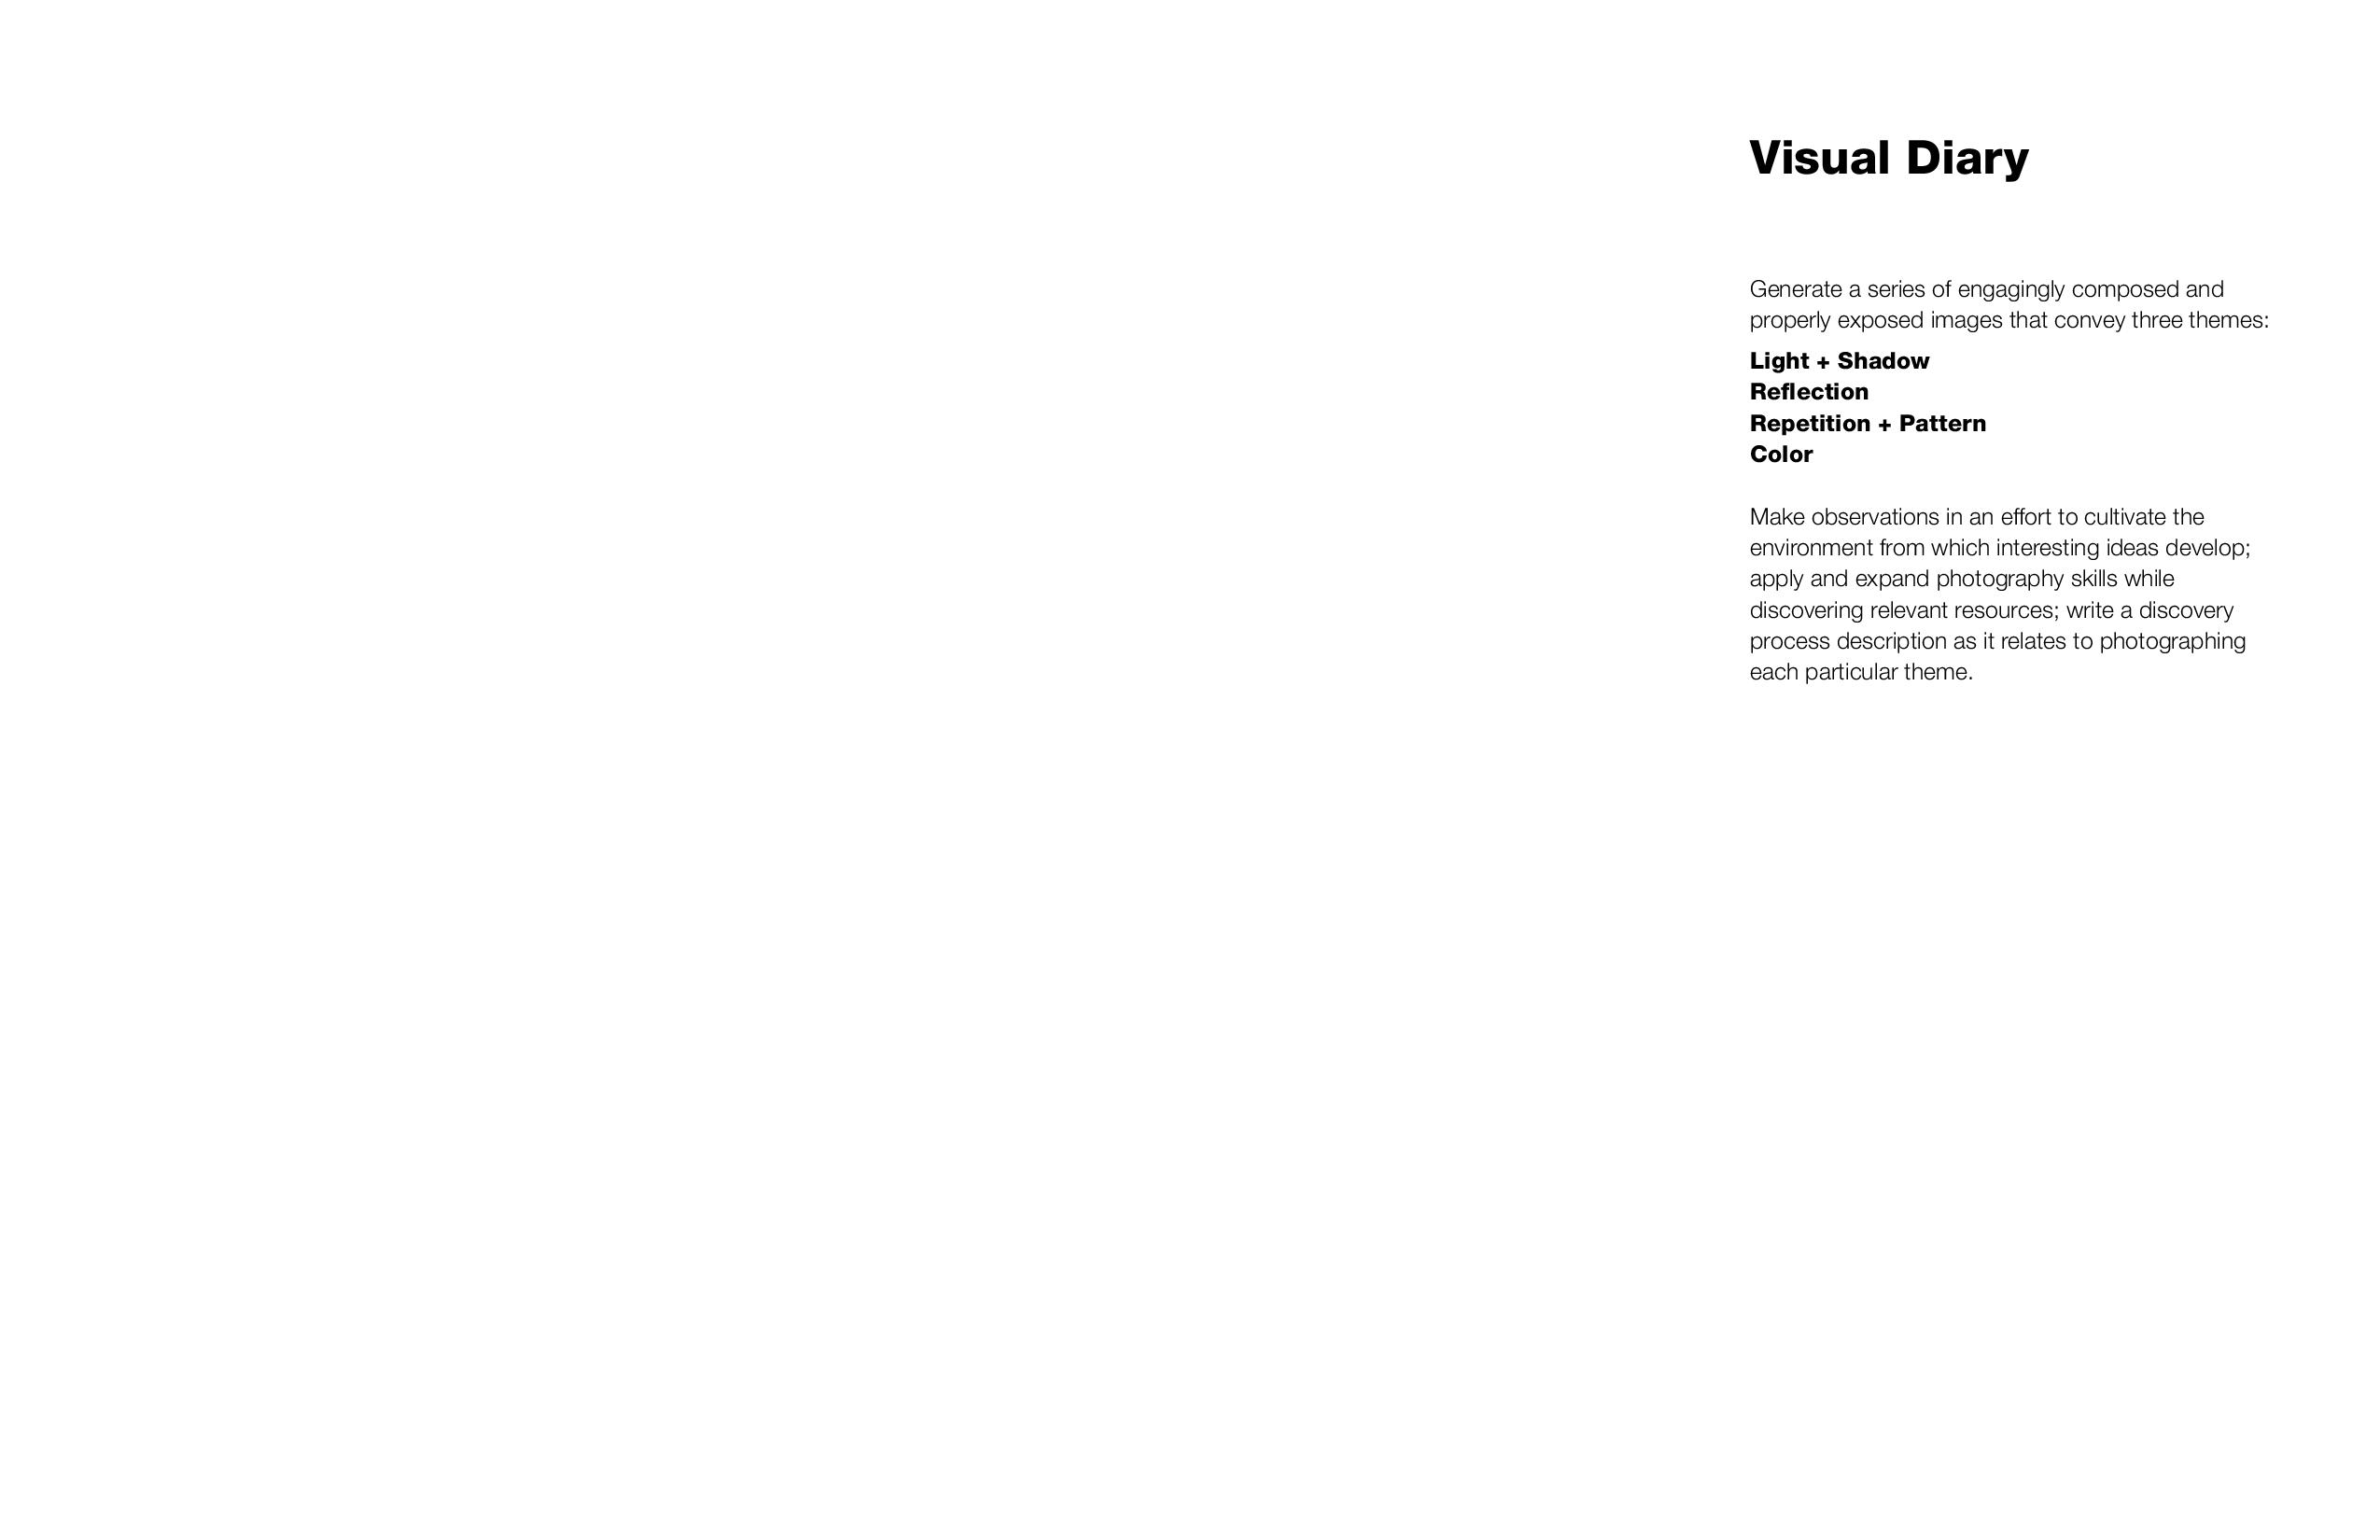 Visual Diary
Generate a series of engagingly composed and
properly exposed images that convey three themes:
Light + Shadow
Reflection
Repetition + Pattern
Color
Make observations in an effort to cultivate the
environment from which interesting ideas develop;
apply and expand photography skills while
discovering relevant resources; write a discovery
process description as it relates to photographing
each particular theme.